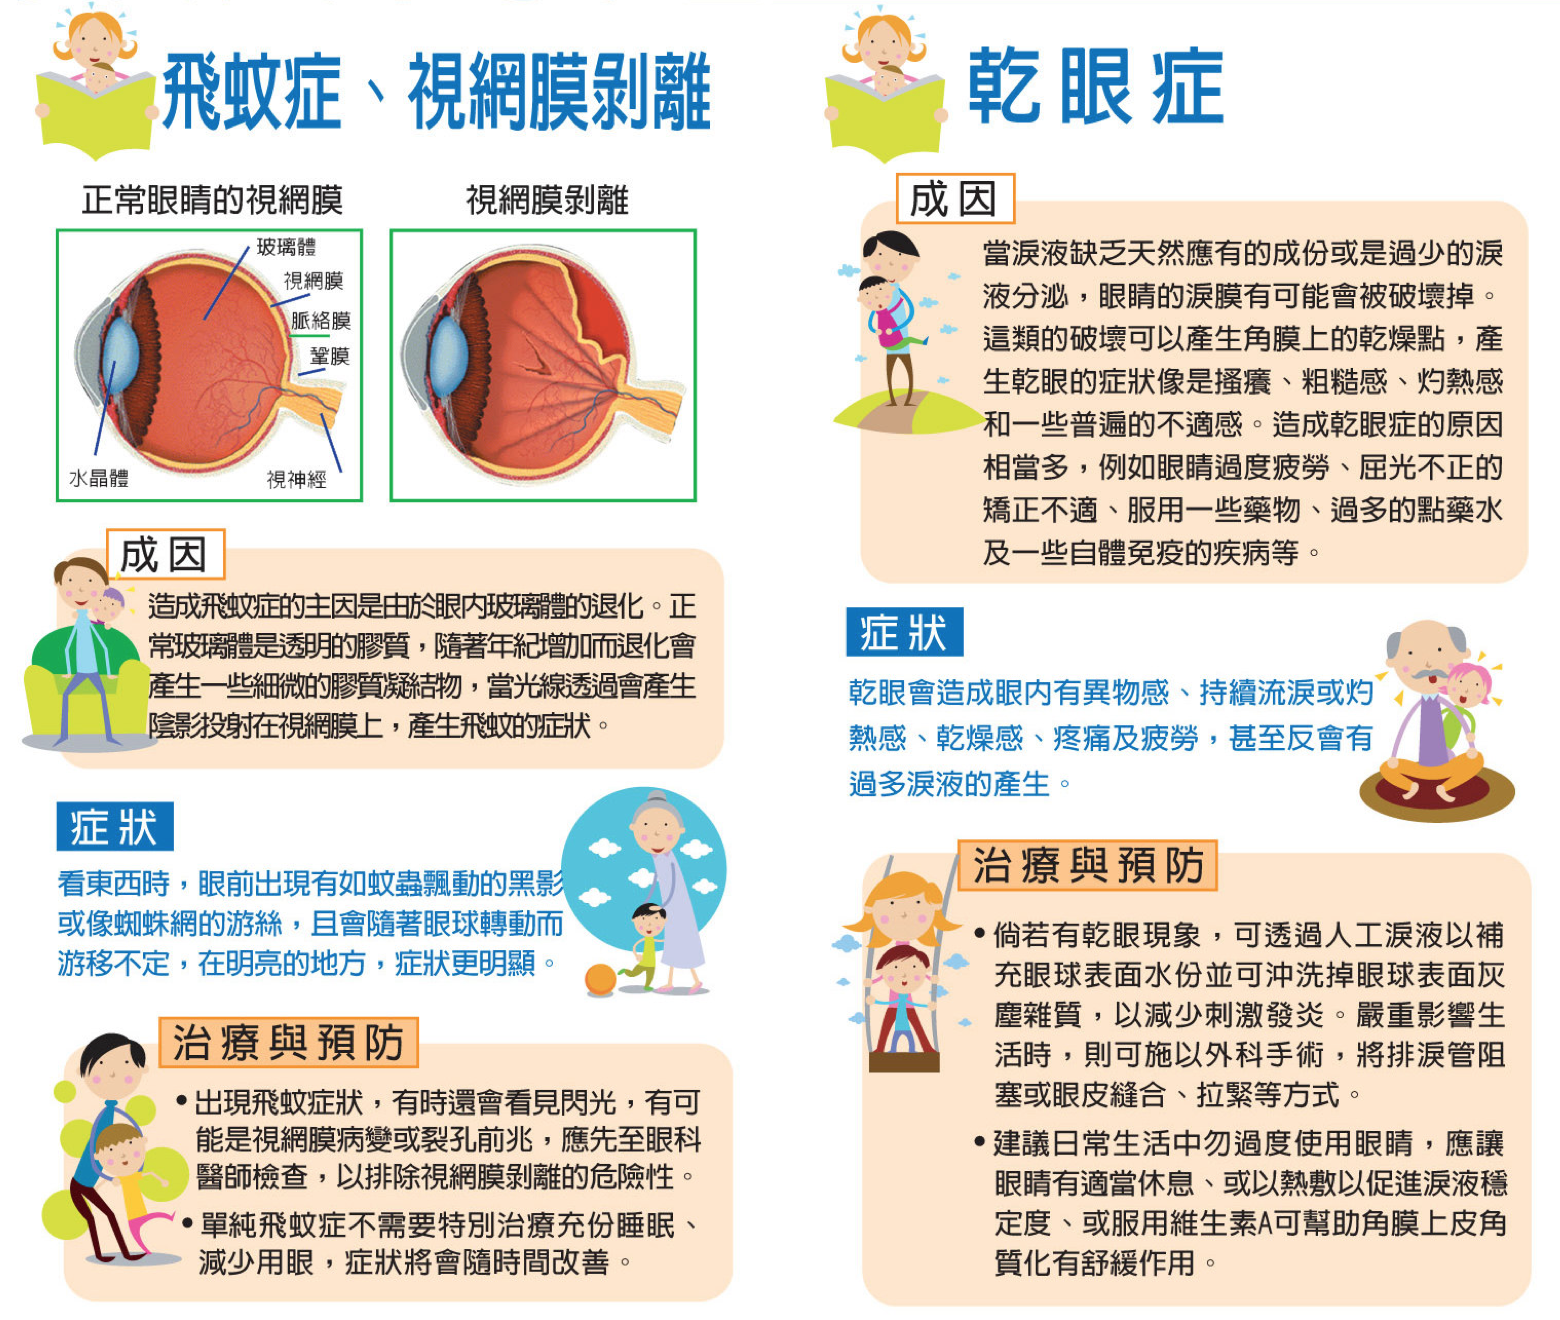 飛蚊症、視網膜剝離
正常眼睛的視網膜
視網膜剝離
玻璃體
視網膜
脈絡膜
鞏膜
水晶體
視神經
成因
造成飛蚊症的主因是由於眼內玻璃體的退化。正
常玻璃體是透明的膠質，隨著年紀增加而退化會
產生一些細微的膠質凝結物，當光線透過會產生
陰影投射在視網膜上，產生飛蚊的症狀。
症狀
看東西時，眼前出現有如蚊蟲飄動的黑影
或像蜘蛛網的游絲，且會隨著眼球轉動而
游移不定，在明亮的地方，症狀更明顯。
治療與預防
•出現飛蚊症狀，有時還會看見閃光，有可
能是視網膜病變或裂孔前兆，應先至眼科
醫師檢查，以排除視網膜剝離的危險性。
•單純飛蚊症不需要特別治療充份睡眠、
減少用眼，症狀將會隨時間改善。
乾眼症
成因
當淚液缺乏天然應有的成份或是過少的淚
液分泌，眼睛的淚膜有可能會被破壞掉。
這類的破壞可以產生角膜上的乾燥點，產
生乾眼的症狀像是搔癢、粗糙感、灼熱感
和一些普遍的不適感。造成乾眼症的原因
相當多，例如眼睛過度疲勞、屈光不正的
矯正不適、服用一些藥物、過多的點藥水
及一些自體免疫的疾病等。
症狀
乾眼會造成眼內有異物感、持續流淚或灼
熱感、乾燥感、疼痛及疲勞，甚至反會有
過多淚液的產生。
治療與預防
•倘若有乾眼現象，可透過人工淚液以補
充眼球表面水份並可沖洗掉眼球表面灰
塵雜質，以減少刺激發炎。嚴重影響生
活時，則可施以外科手術，將排淚管阻
塞或眼皮縫合、拉緊等方式。
•建議日常生活中勿過度使用眼睛，應讓
眼睛有適當休息、或以熱敷以促進淚液穩
定度、或服用維生素A可幫助角膜上皮角
質化有舒緩作用。